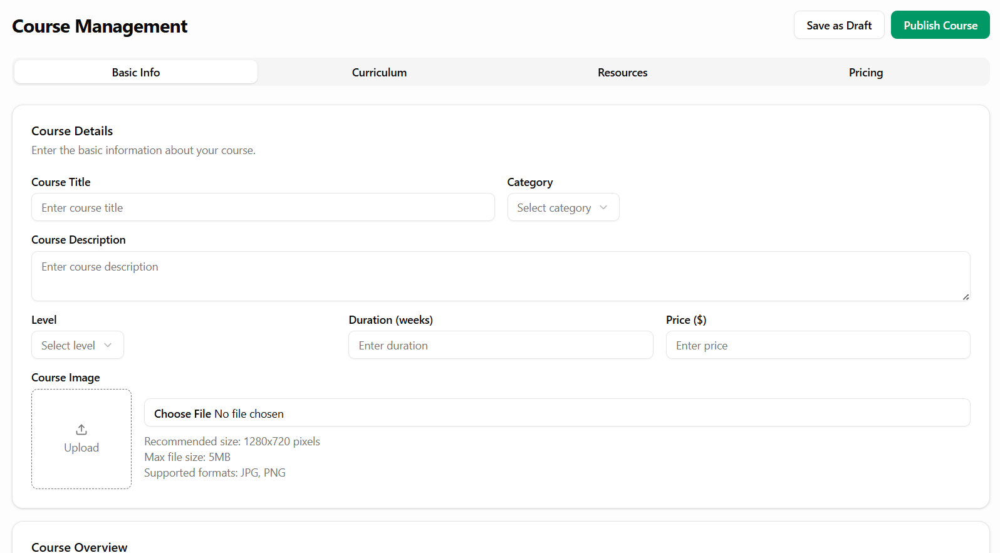 Course Management
Save as Draft
Publish Course
Basic Info
Curriculum
Resources
Pricing
Course Details
Enter the basic information about your course.
Course Title
Category
Enter course title
Select category
Course Description
Enter course description
Level
Duration (weeks)
Price ($)
Select level
Enter duration
Enter price
Course Image
Upload
Choose File No file chosen
Recommended size: 1280x720 pixels
Max file size: 5MB
Supported formats: JPG, PNG
Course Overview